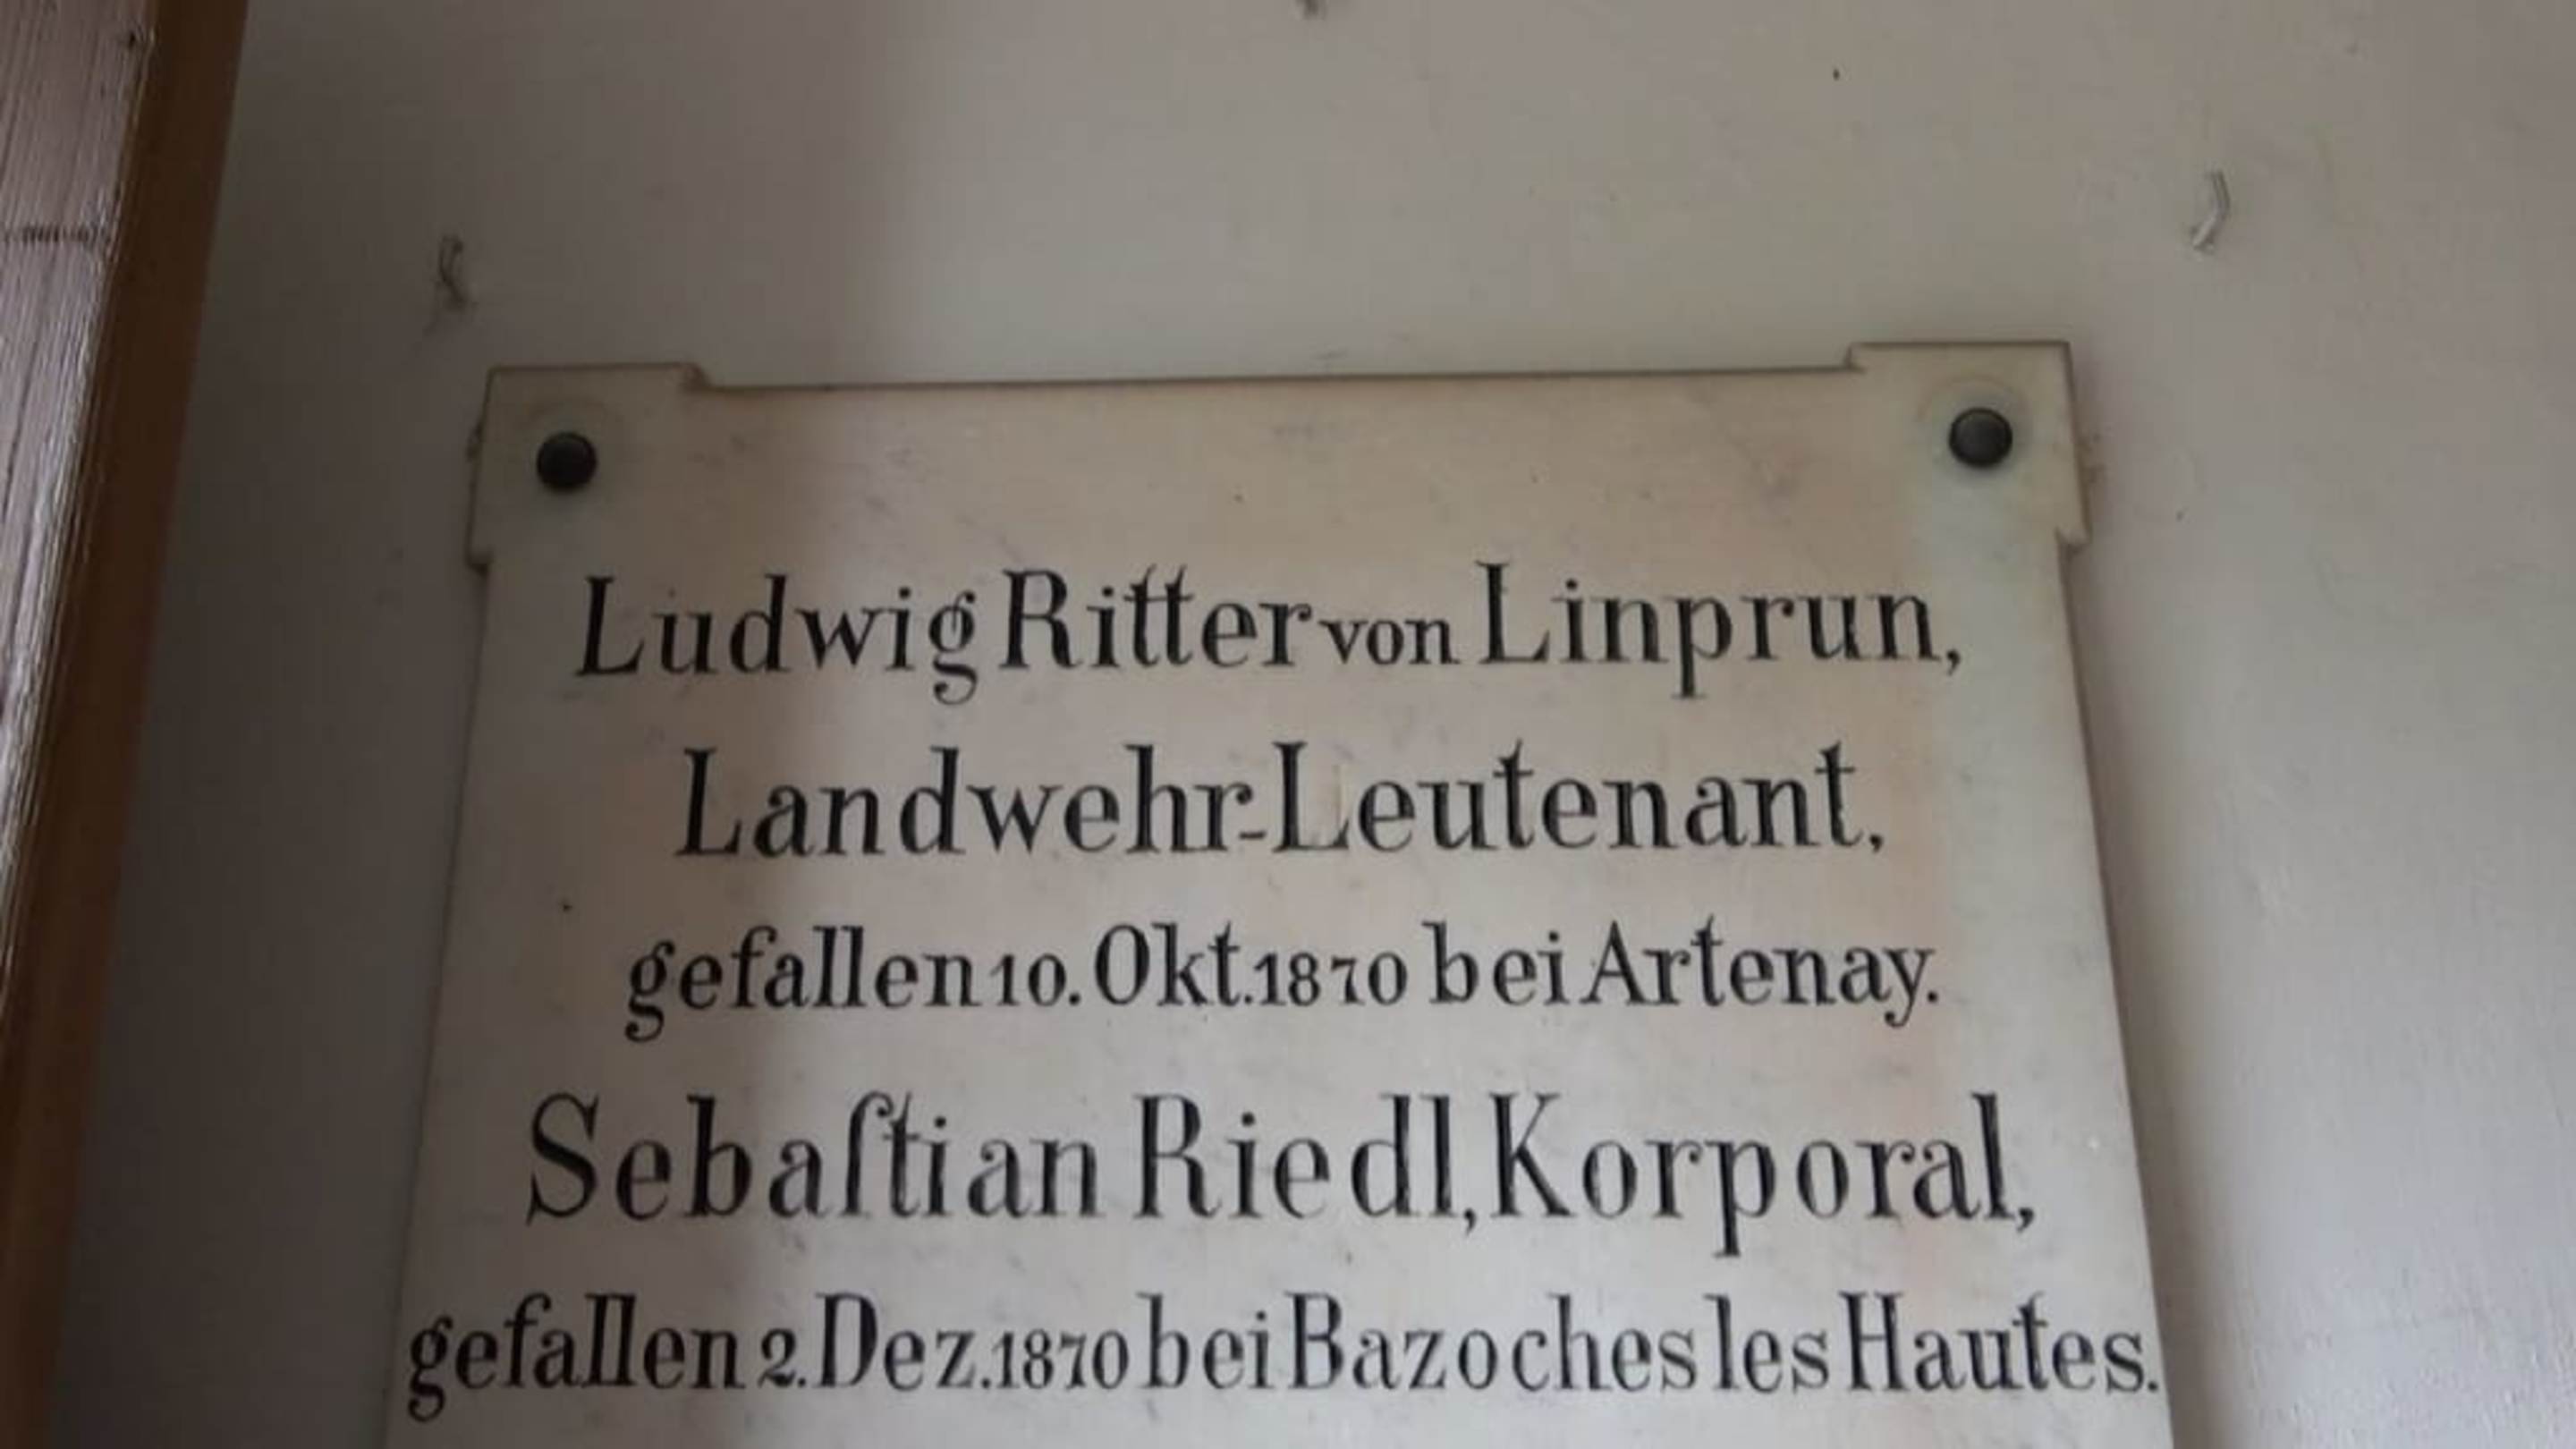 Ludwig Ritter von Linprun,
Landwehr-Leutenant,
gefallen 10. Okt. 1870 bei Artenay.
Sebaſtian Riedl, Korporal,
gefallen 2. Dez. 1870 bei Bazoches les Hautes.